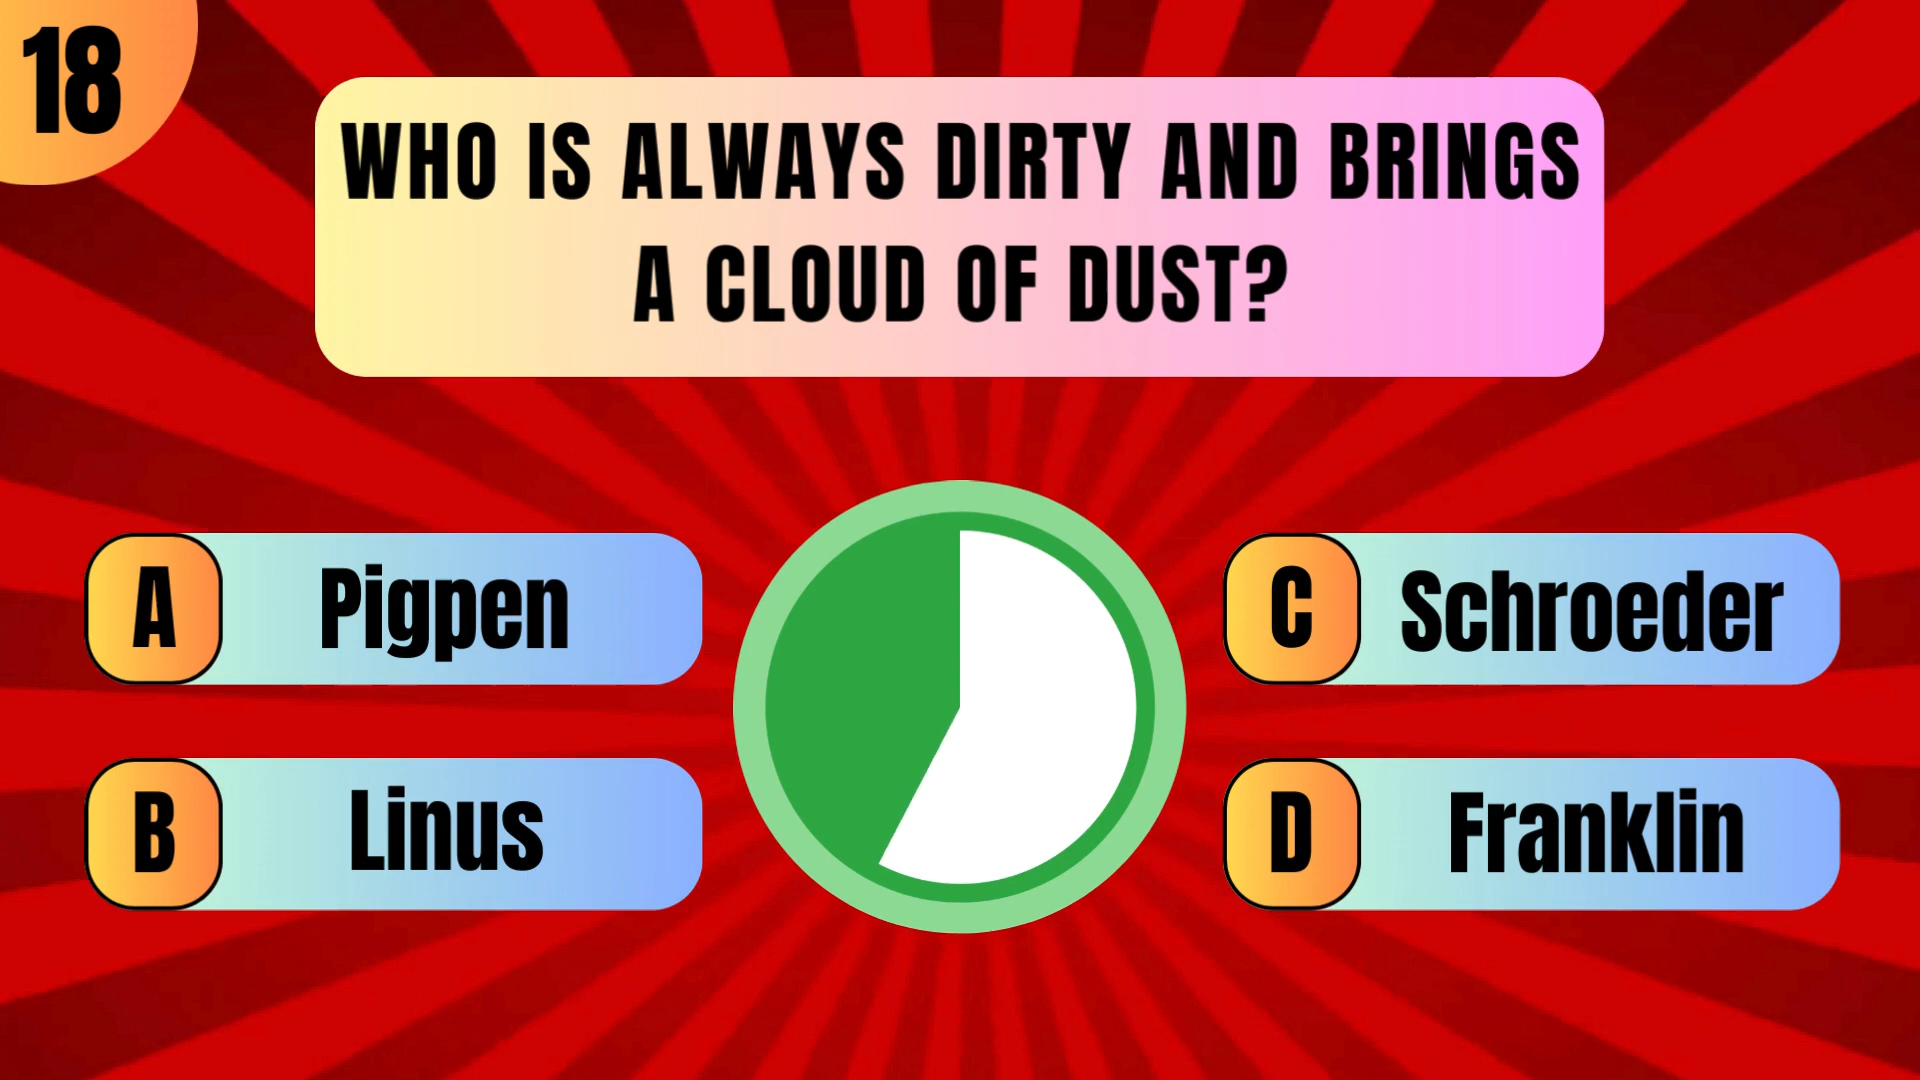 18
WHO IS ALWAYS DIRTY AND BRINGS
A CLOUD OF DUST?
A Pigpen
B Linus
C Schroeder
D Franklin